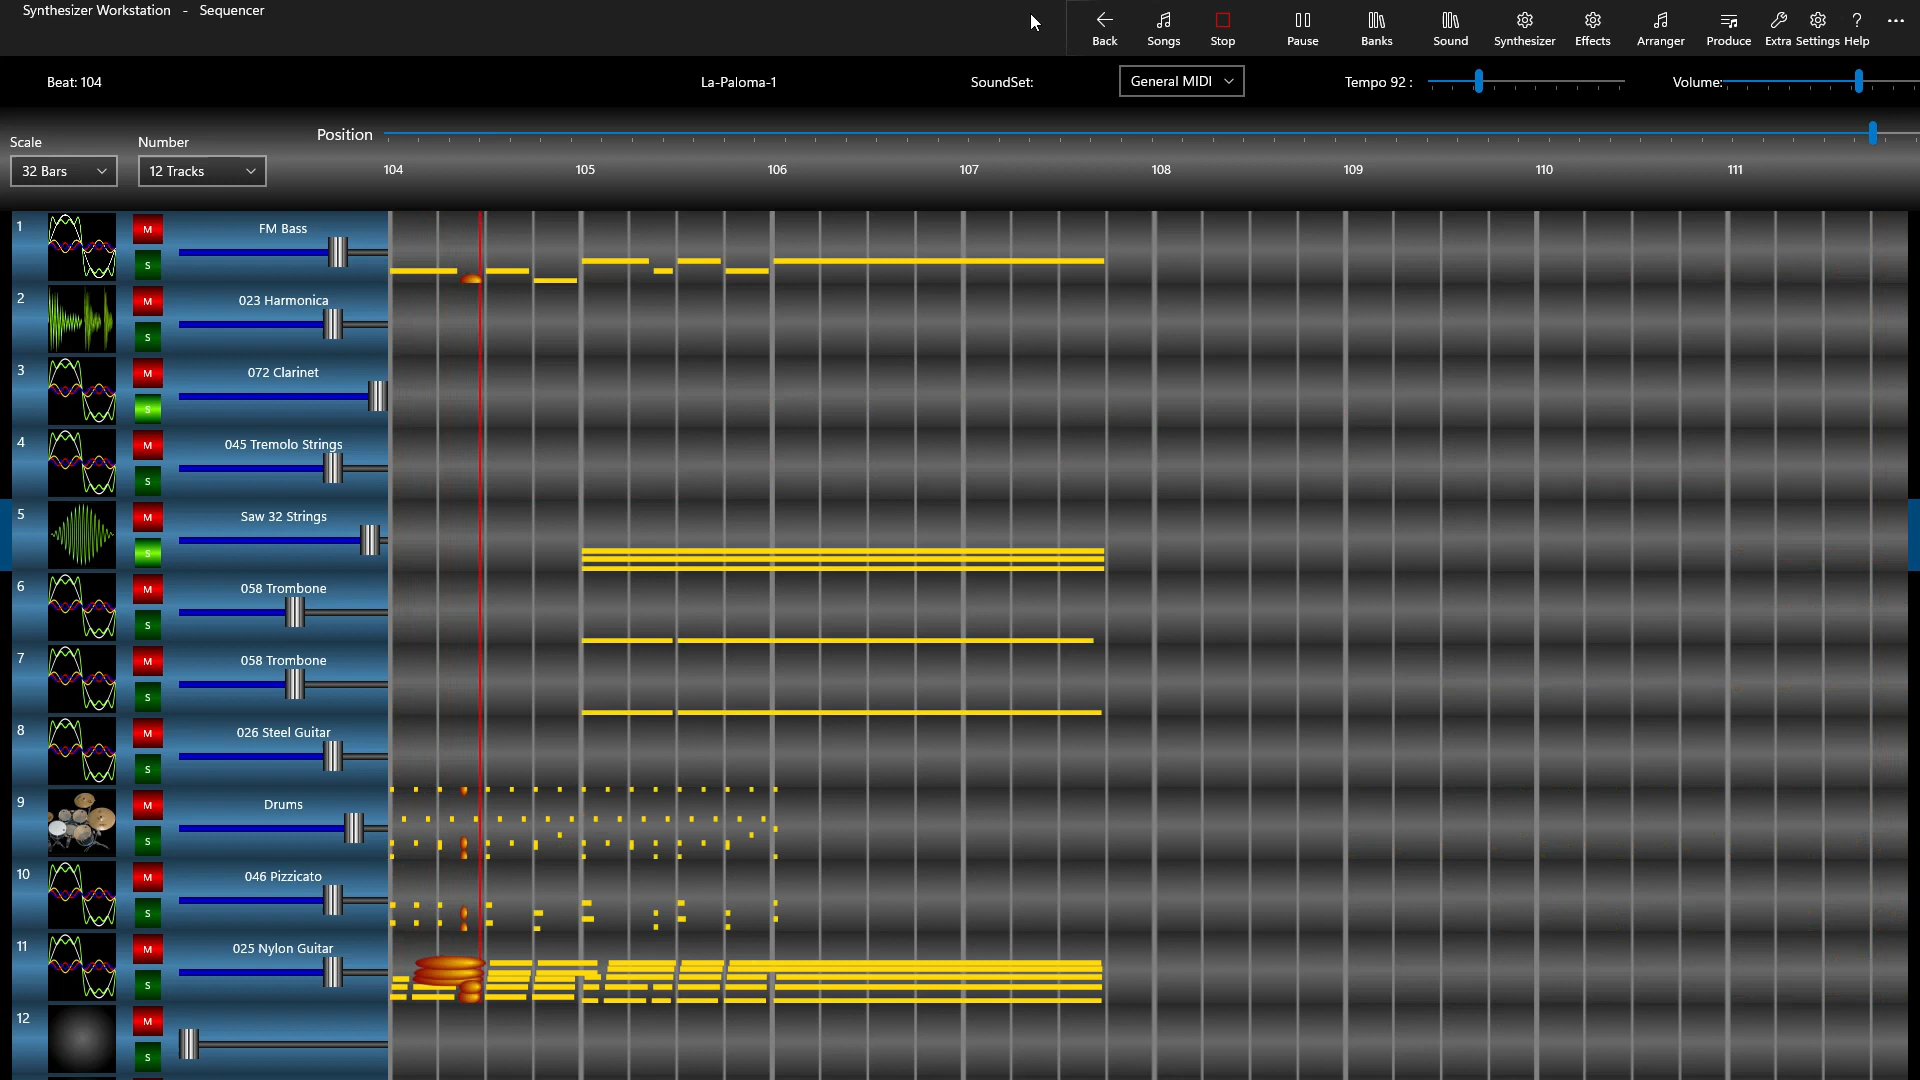 Synthesizer Workstation - Sequencer
Back Songs Stop Pause Banks Sound Synthesizer Effects Arranger Produce Extra Settings Help
Beat: 104 La-Paloma-1 SoundSet: General MIDI Tempo 92 : Volume:
Position
Scale Number
32 Bars 12 Tracks
104 105 106 107 108 109 110 111
1 M FM Bass
S
2 M 023 Harmonica
S
3 M 072 Clarinet
S
4 M 045 Tremolo Strings
S
5 M Saw 32 Strings
S
6 M 058 Trombone
S
7 M 058 Trombone
S
8 M 026 Steel Guitar
S
9 M Drums
S
10 M 046 Pizzicato
S
11 M 025 Nylon Guitar
S
12 M
S